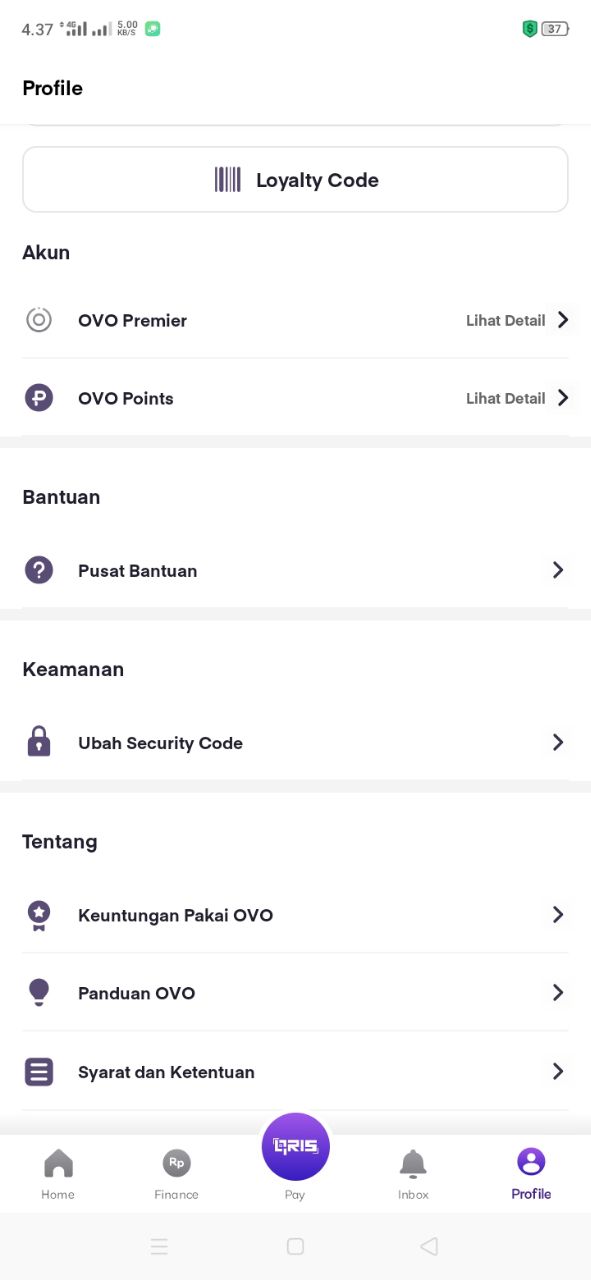 4.37 4G 5.00 KB/S 37
Profile
Loyalty Code
Akun
OVO Premier Lihat Detail
OVO Points Lihat Detail
Bantuan
Pusat Bantuan
Keamanan
Ubah Security Code
Tentang
Keuntungan Pakai OVO
Panduan OVO
Syarat dan Ketentuan
Rp QRIS
Home Finance Pay Inbox Profile